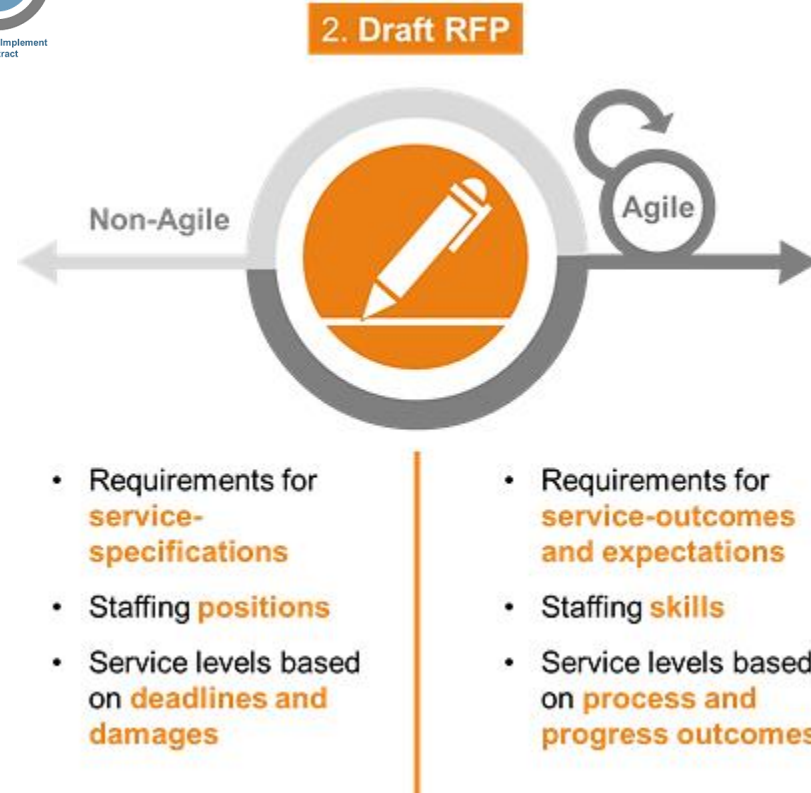 Implement
2. Draft RFP
Non-Agile
Agile
• Requirements for
service-
specifications
• Staffing positions
• Service levels based
on deadlines and
damages
• Requirements for
service-outcomes
and expectations
• Staffing skills
• Service levels based
on process and
progress outcomes